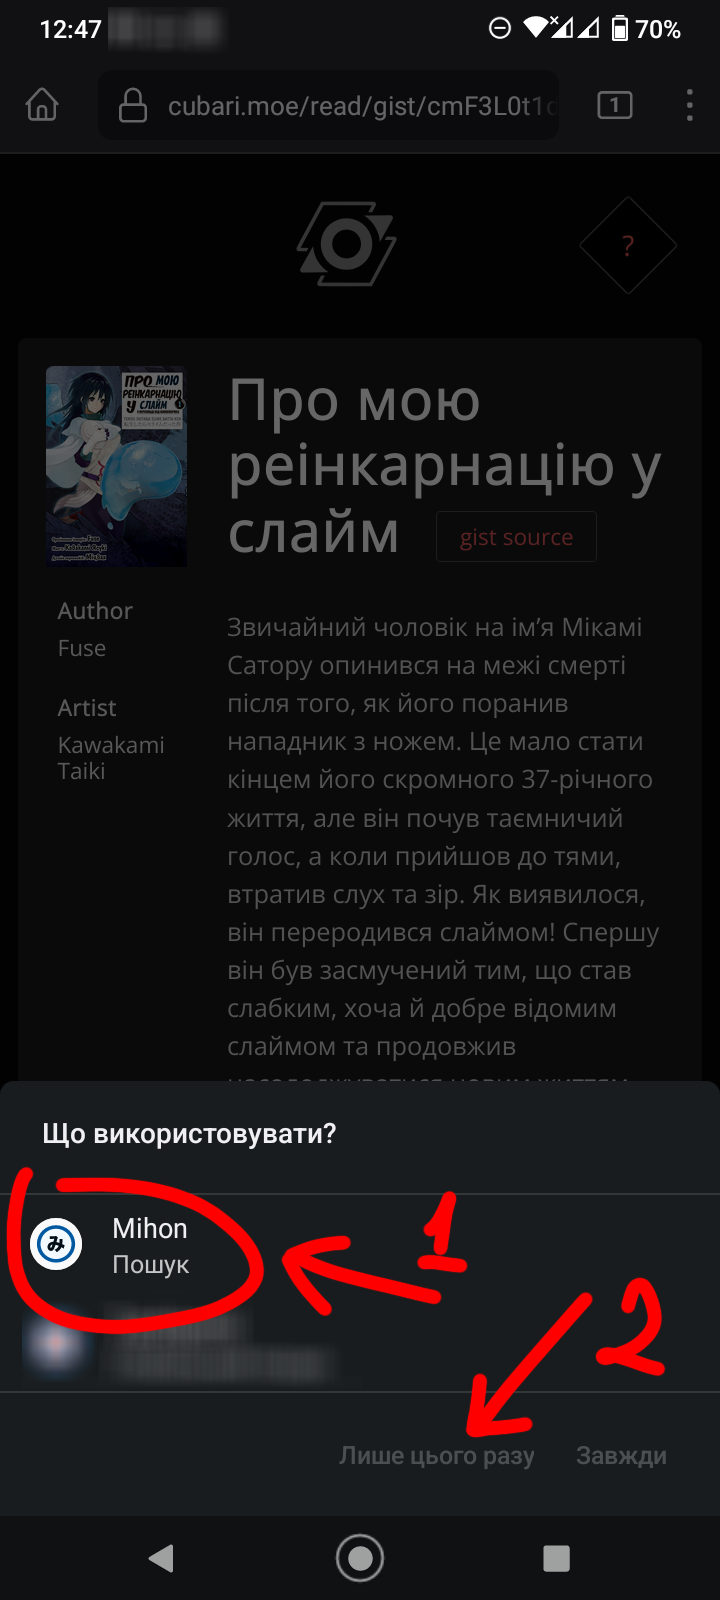 12:47
70%
cubari.moe/read/gist/cmF3L0t1c
1
?
ПРО МОЮ
РЕІНКАРНАЦІЮ
У СЛАЙМ
Про мою
реінкарнацію у
слайм
gist source
Author
Fuse
Artist
Kawakami
Taiki
Звичайний чоловік на ім’я Мікамі
Сатору опинився на межі смерті
після того, як його поранив
нападник з ножем. Це мало стати
кінцем його скромного 37-річного
життя, але він почув таємничий
голос, а коли прийшов до тями,
втратив слух та зір. Як виявилося,
він переродився слаймом! Спершу
він був засмучений тим, що став
слабким, хоча й добре відомим
слаймом та продовжив
Що використовувати?
み
Mihon
Пошук
1
2
Лише цього разу
Завжди